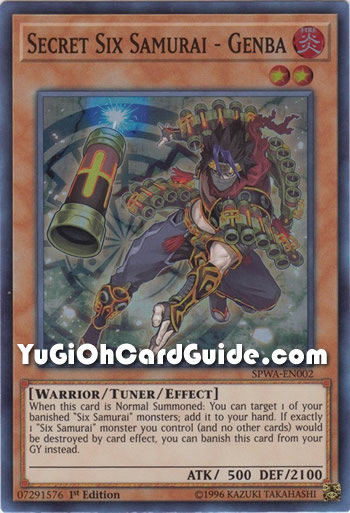 Secret Six Samurai - Genba
炎
YuGiOhCardGuide.com
SPWA-EN002
[Warrior/Tuner/Effect]
When this card is Normal Summoned: You can target 1 of your
banished "Six Samurai" monsters; add it to your hand. If exactly
1 "Six Samurai" monster you control (and no other cards) would
be destroyed by card effect, you can banish this card from your
GY instead.
ATK/ 500 DEF/2100
07291576 1st Edition ©1996 KAZUKI TAKAHASHI